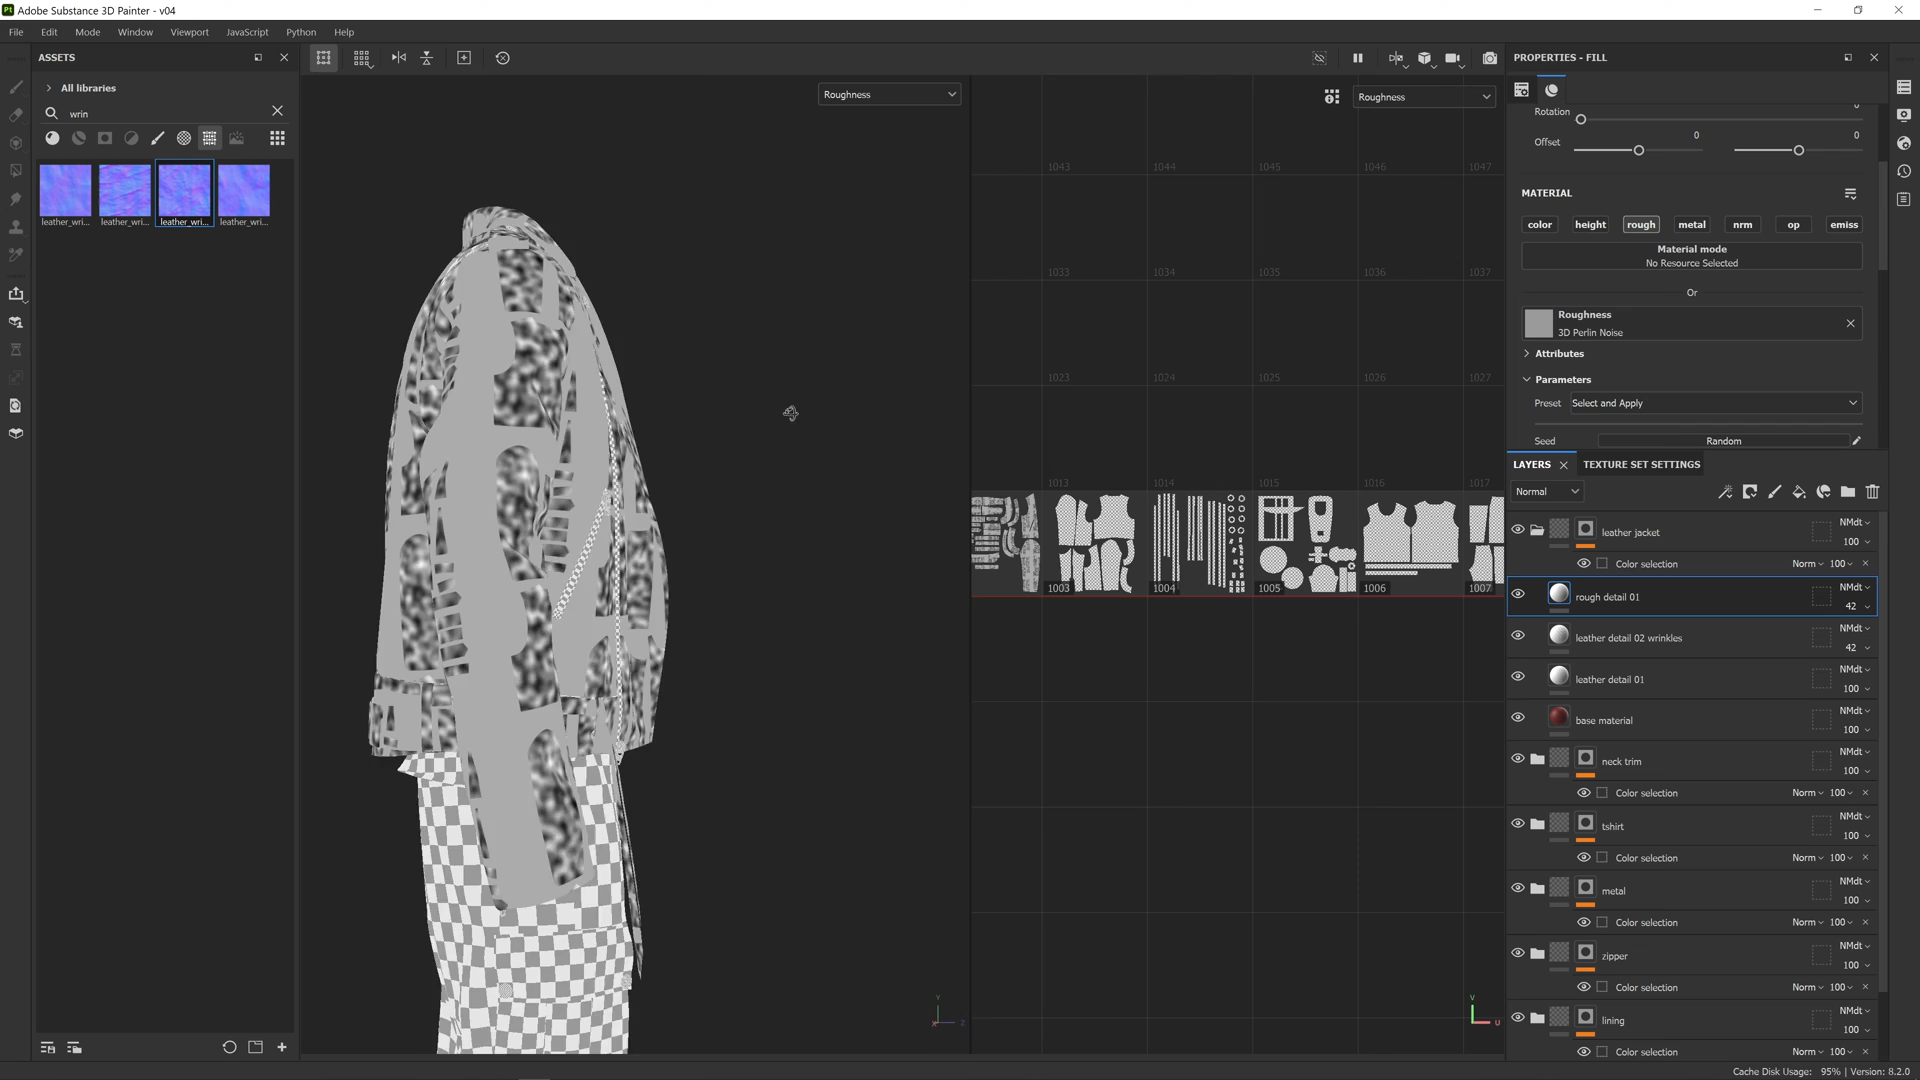 Adobe Substance 3D Painter - v04
File Edit Mode Window Viewport JavaScript Python Help
ASSETS
All libraries
wrin
leather_wri...
leather_wri...
leather_wri...
leather_wri...
Roughness
Roughness
1043 1044 1045 1046 1047
1033 1034 1035 1036 1037
1023 1024 1025 1026 1027
1013 1014 1015 1016 1017
1003 1004 1005 1006 1007
Y
X Z
V
U
PROPERTIES - FILL
Rotation
0
Offset
0
0
MATERIAL
color height rough metal nrm op emiss
Material mode
No Resource Selected
Or
Roughness
3D Perlin Noise
Attributes
Parameters
Preset Select and Apply
Seed Random
LAYERS
TEXTURE SET SETTINGS
Normal
leather jacket NMdt 100
Color selection Norm 100
rough detail 01 NMdt 42
leather detail 02 wrinkles NMdt 42
leather detail 01 NMdt 100
base material NMdt 100
neck trim NMdt 100
Color selection Norm 100
tshirt NMdt 100
Color selection Norm 100
metal NMdt 100
Color selection Norm 100
zipper NMdt 100
Color selection Norm 100
lining NMdt 100
Color selection Norm 100
Cache Disk Usage: 95% | Version: 8.2.0